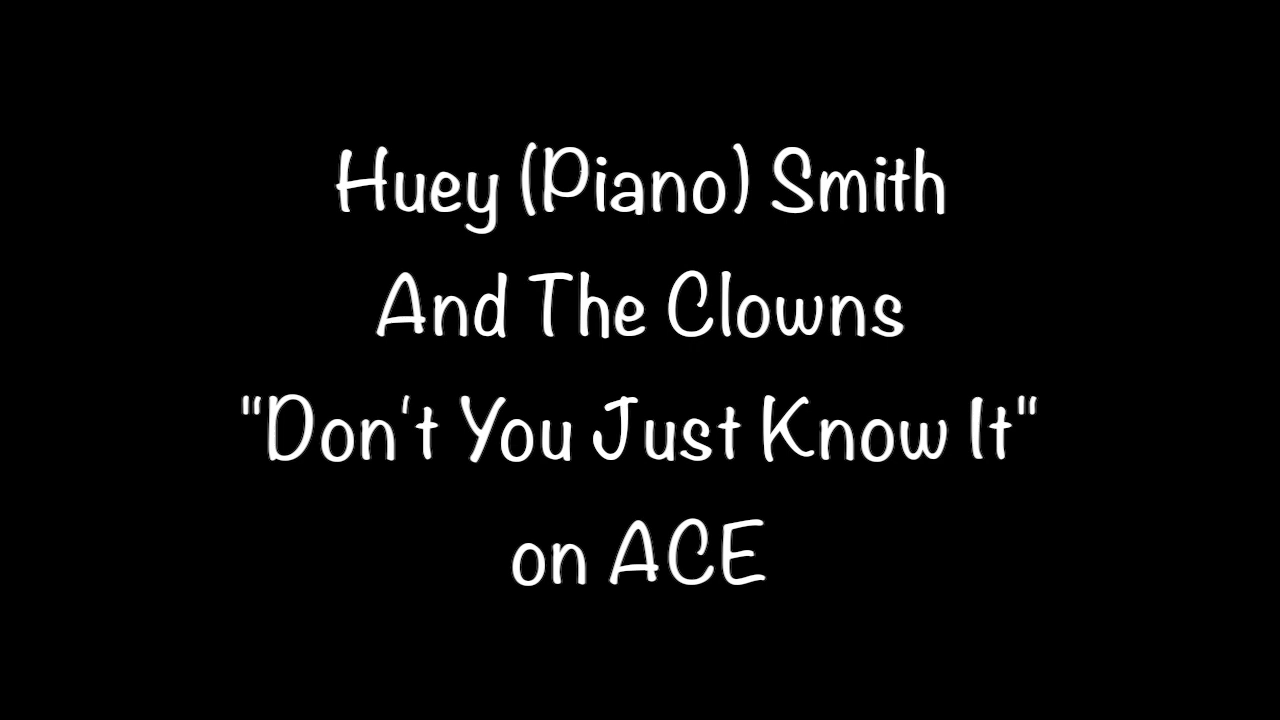 Huey (Piano) Smith
And The Clowns
"Don't You Just Know It"
on ACE